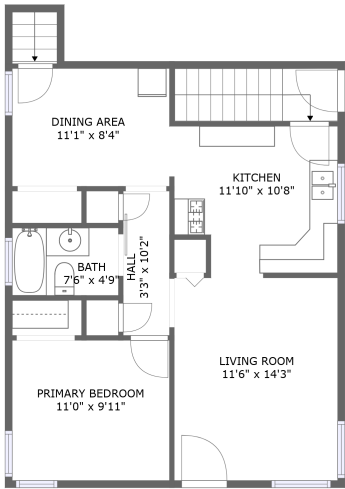 DINING AREA
11'1" x 8'4"
KITCHEN
11'10" x 10'8"
BATH
7'6" x 4'9"
HALL
3'3" x 10'2"
LIVING ROOM
11'6" x 14'3"
PRIMARY BEDROOM
11'0" x 9'11"